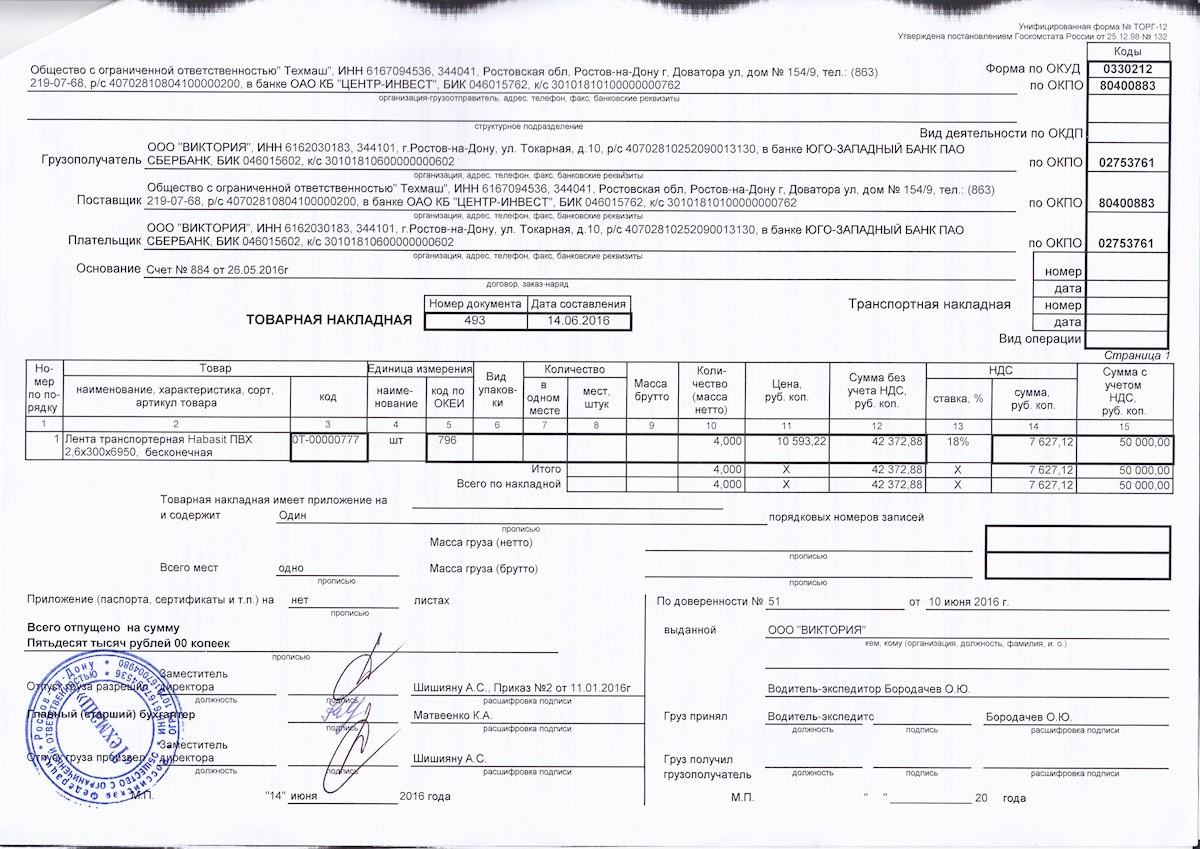 Унифицированная форма № ТОРГ-12
Утверждена постановлением Госкомстата России от 25.12.98 № 132
Коды
Форма по ОКУД 0330212
Общество с ограниченной ответственностью" Техмаш", ИНН 6167094536, 344041, Ростовская обл, Ростов-на-Дону г, Доватора ул, дом № 154/9, тел.: (863)
219-07-68, р/с 40702810804100000200, в банке ОАО КБ "ЦЕНТР-ИНВЕСТ", БИК 046015762, к/с 30101810100000000762
по ОКПО 80400883
организация-грузоотправитель, адрес, телефон, факс, банковские реквизиты
структурное подразделение
Вид деятельности по ОКДП
Грузополучатель ООО "ВИКТОРИЯ", ИНН 6162030183, 344101, г.Ростов-на-Дону, ул. Токарная, д.10, р/с 40702810252090013130, в банке ЮГО-ЗАПАДНЫЙ БАНК ПАО
СБЕРБАНК, БИК 046015602, к/с 30101810600000000602
по ОКПО 02753761
организация, адрес, телефон, факс, банковские реквизиты
Поставщик Общество с ограниченной ответственностью" Техмаш", ИНН 6167094536, 344041, Ростовская обл, Ростов-на-Дону г, Доватора ул, дом № 154/9, тел.: (863)
219-07-68, р/с 40702810804100000200, в банке ОАО КБ "ЦЕНТР-ИНВЕСТ", БИК 046015762, к/с 30101810100000000762
по ОКПО 80400883
организация, адрес, телефон, факс, банковские реквизиты
Плательщик ООО "ВИКТОРИЯ", ИНН 6162030183, 344101, г.Ростов-на-Дону, ул. Токарная, д.10, р/с 40702810252090013130, в банке ЮГО-ЗАПАДНЫЙ БАНК ПАО
СБЕРБАНК, БИК 046015602, к/с 30101810600000000602
по ОКПО 02753761
организация, адрес, телефон, факс, банковские реквизиты
Основание Счет № 884 от 26.05.2016г
договор, заказ-наряд
номер
дата
Транспортная накладная номер
дата
Вид операции
Номер документа Дата составления
ТОВАРНАЯ НАКЛАДНАЯ 493 14.06.2016
Страница 1
Но-
мер
по по-
рядку
Товар
наименование, характеристика, сорт,
артикул товара
код
Единица измерения
наиме-
нование
код по
ОКЕИ
Вид
упаков-
ки
Количество
в
одном
месте
мест,
штук
Масса
брутто
Коли-
чество
(масса
нетто)
Цена,
руб. коп.
Сумма без
учета НДС,
руб. коп.
НДС
ставка, %
сумма,
руб. коп.
Сумма с
учетом
НДС,
руб. коп.
1 2 3 4 5 6 7 8 9 10 11 12 13 14 15
1 Лента транспортерная Habasit ПВХ
2,6х300х6950, бесконечная
0Т-00000777 шт 796 4,000 10 593,22 42 372,88 18% 7 627,12 50 000,00
Итого 4,000 Х 42 372,88 Х 7 627,12 50 000,00
Всего по накладной 4,000 Х 42 372,88 Х 7 627,12 50 000,00
Товарная накладная имеет приложение на
и содержит Один порядковых номеров записей
прописью
Масса груза (нетто)
прописью
Всего мест одно Масса груза (брутто)
прописью прописью
Приложение (паспорта, сертификаты и т.п.) на нет листах
прописью
Всего отпущено на сумму
Пятьдесят тысяч рублей 00 копеек
прописью
Отпуск груза разрешил Заместитель
директора Шишияну А.С., Приказ №2 от 11.01.2016г
должность подпись расшифровка подписи
Главный (старший) бухгалтер Матвеенко К.А.
подпись расшифровка подписи
Отпуск груза произвел Заместитель
директора Шишияну А.С.
должность подпись расшифровка подписи
М.П. "14" июня 2016 года
По доверенности № 51 от 10 июня 2016 г.
выданной ООО "ВИКТОРИЯ"
кем, кому (организация, должность, фамилия, и. о.)
Водитель-экспедитор Бородачев О.Ю.
Груз принял Водитель-экспедитс Бородачев О.Ю.
должность подпись расшифровка подписи
Груз получил
грузополучателем
должность подпись расшифровка подписи
М.П. " " 20 года